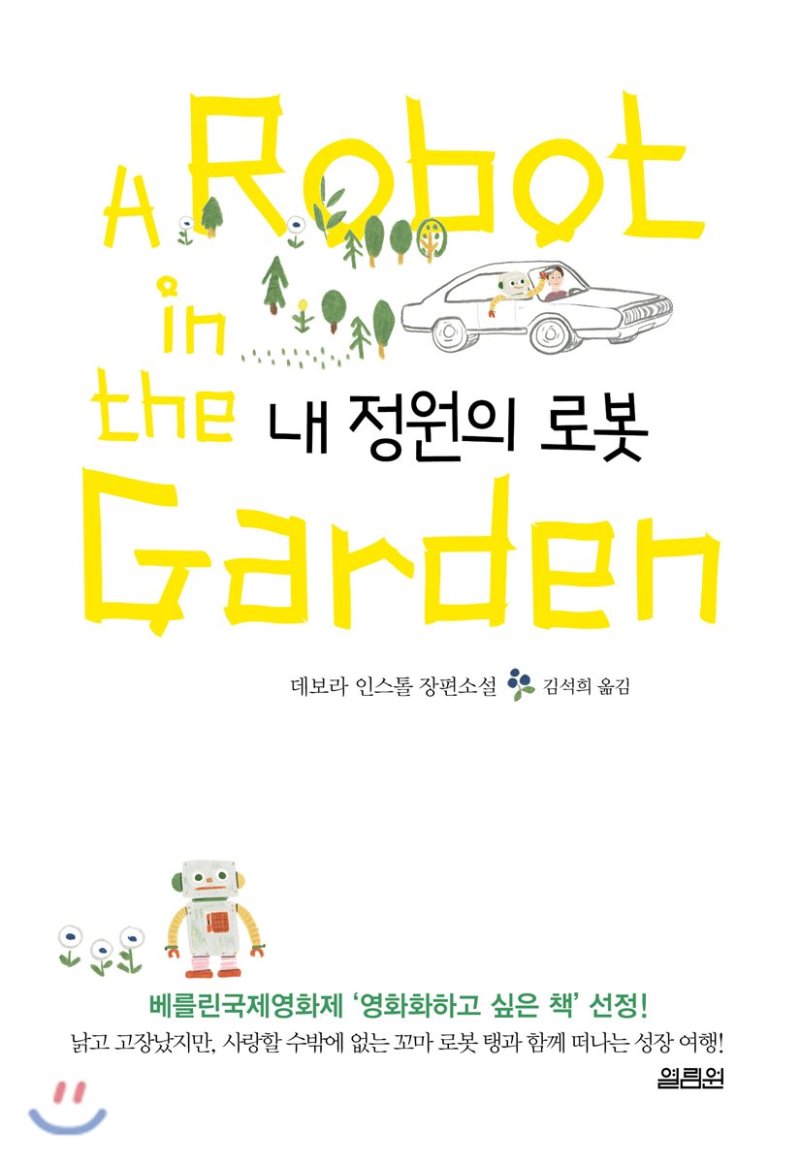 A Robot
in
the 내 정원의 로봇
Garden
데보라 인스톨 장편소설 김석희 옮김
베를린국제영화제 ‘영화화하고 싶은 책’ 선정!
낡고 고장났지만, 사랑할 수밖에 없는 꼬마 로봇 탱과 함께 떠나는 성장 여행!
열림원